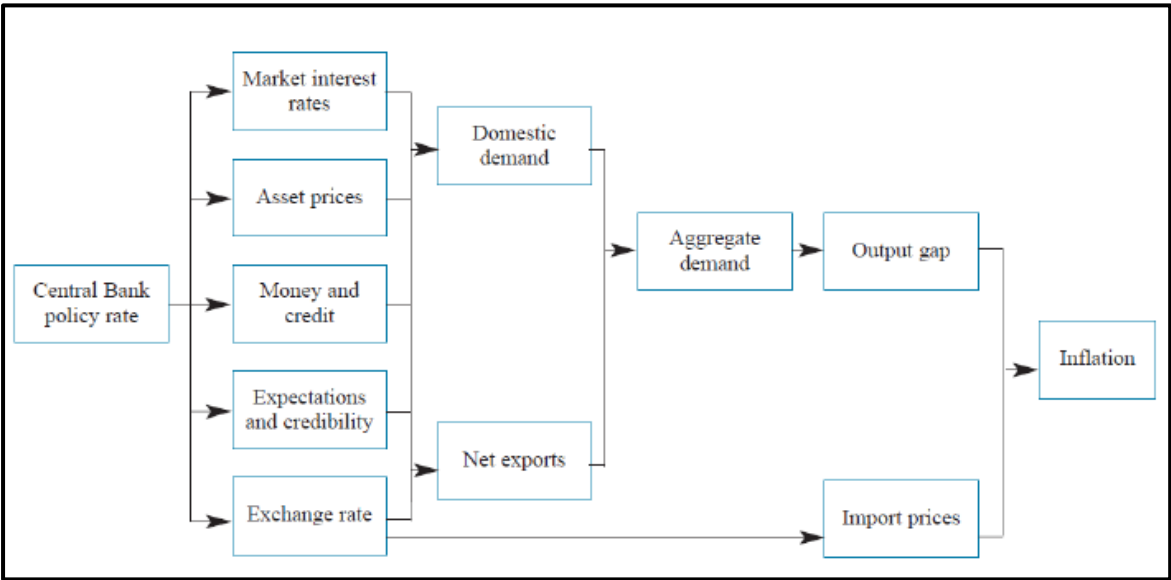 Market interest
rates
Domestic
demand
Asset prices
Aggregate
demand
Output gap
Central Bank
policy rate
Money and
credit
Inflation
Expectations
and credibility
Net exports
Exchange rate
Import prices